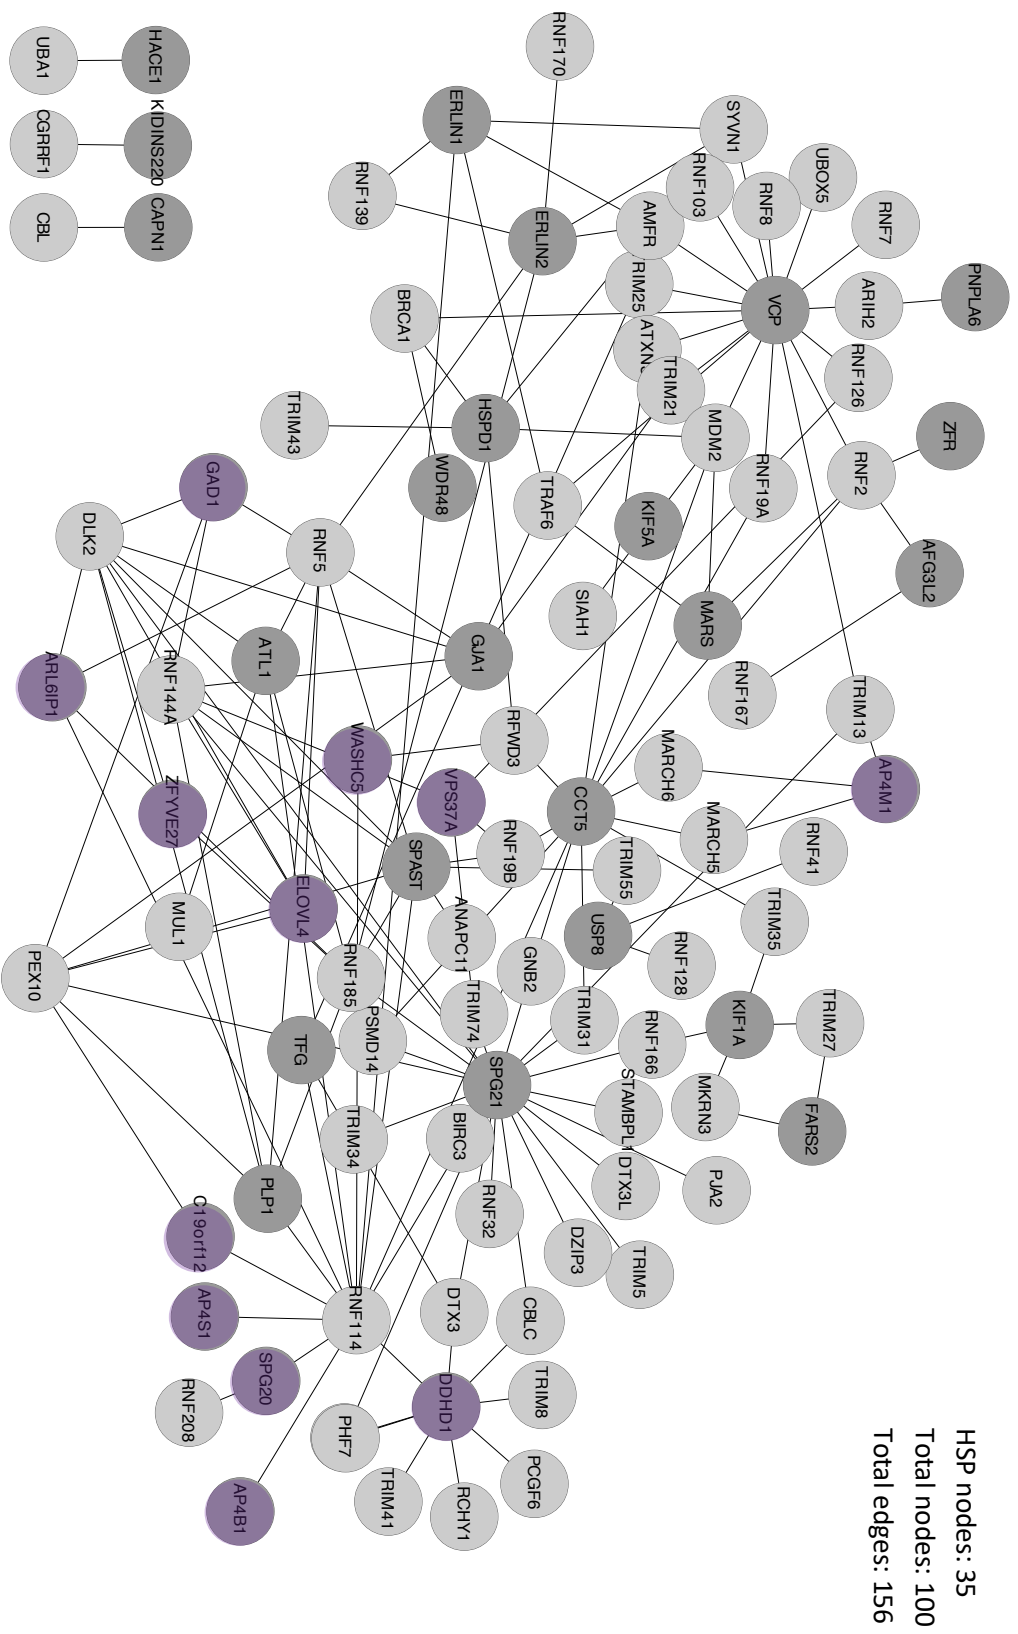 HSP nodes: 35
Total nodes: 100
Total edges: 156
PNPLA6
ZFR
AFG3L2
RNF7
ARIH2
RNF126
RNF2
TRIM13
AP4M1
UBOX5
RNF8
VCP
RNF103
SYVN1
RNF19A
MDM2
MARS
RNF167
AMFR
RIM25
TRIM21
KIF5A
SIAH1
TRAF6
RNF170
ERLIN1
ERLIN2
RNF139
BRCA1
HSPD1
WDR48
TRIM43
HACE1
UBA1
KIDINS220
CGRRF1
CAPN1
CBL
GAD1
DLK2
RNF5
ATL1
GJA1
ARL6IP1
RNF144A
ZFYVE27
WASHC5
VPS37A
RFWD3
CCT5
MARCH6
MARCH5
RNF41
TRIM35
TRIM55
RNF19B
SPAST
ELOVL4
MUL1
PEX10
ANAPC11
USP8
RNF128
GNB2
RNF185
PSMD14
TFG
TRIM74
TRIM31
RNF166
KIF1A
TRIM27
MKRN3
FARS2
SPG21
STAMBPL1
DTX3L
PJA2
BIRC3
TRIM34
RNF32
DZIP3
TRIM5
PLP1
C19orf12
AP4S1
SPG20
RNF208
AP4B1
RNF114
DTX3
CBLC
DDHD1
TRIM8
PCGF6
RCHY1
TRIM41
PHF7